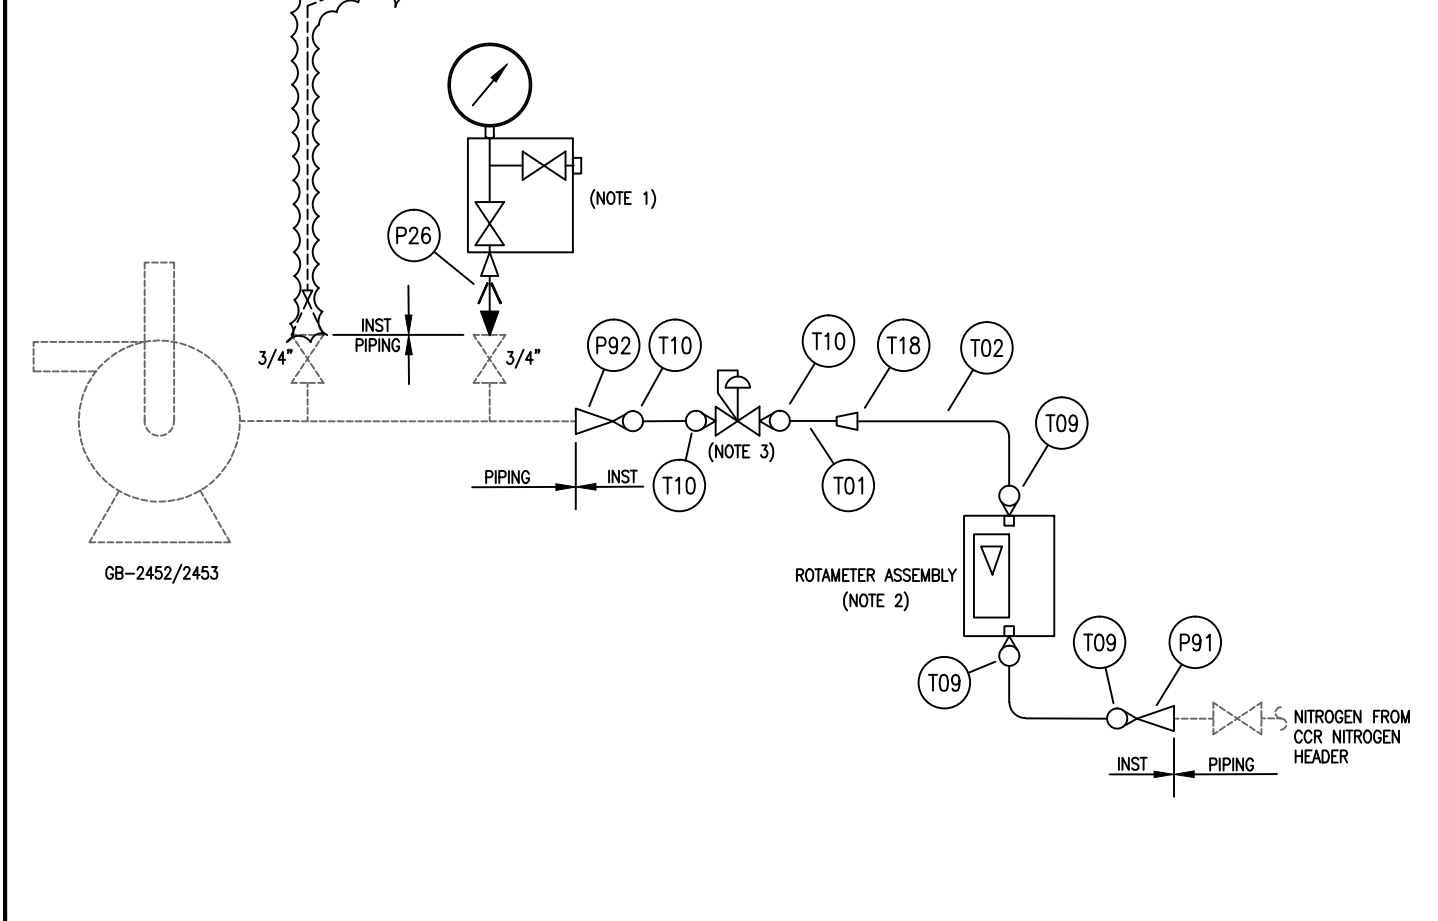 (NOTE 1)
P26
INST
PIPING
3/4"
3/4"
P92
T10
T10
T18
T02
T09
(NOTE 3)
PIPING
INST
T10
T01
GB-2452/2453
ROTAMETER ASSEMBLY
(NOTE 2)
T09
T09
P91
NITROGEN FROM
CCR NITROGEN
HEADER
INST
PIPING